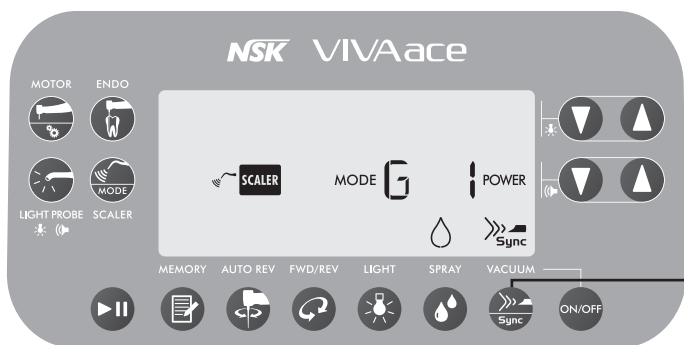 NSK VIVAace
MOTOR ENDO
MODE
LIGHT PROBE SCALER
SCALER MODE G 1 POWER
Sync
MEMORY AUTO REV FWD/REV LIGHT SPRAY VACUUM
Sync ON/OFF